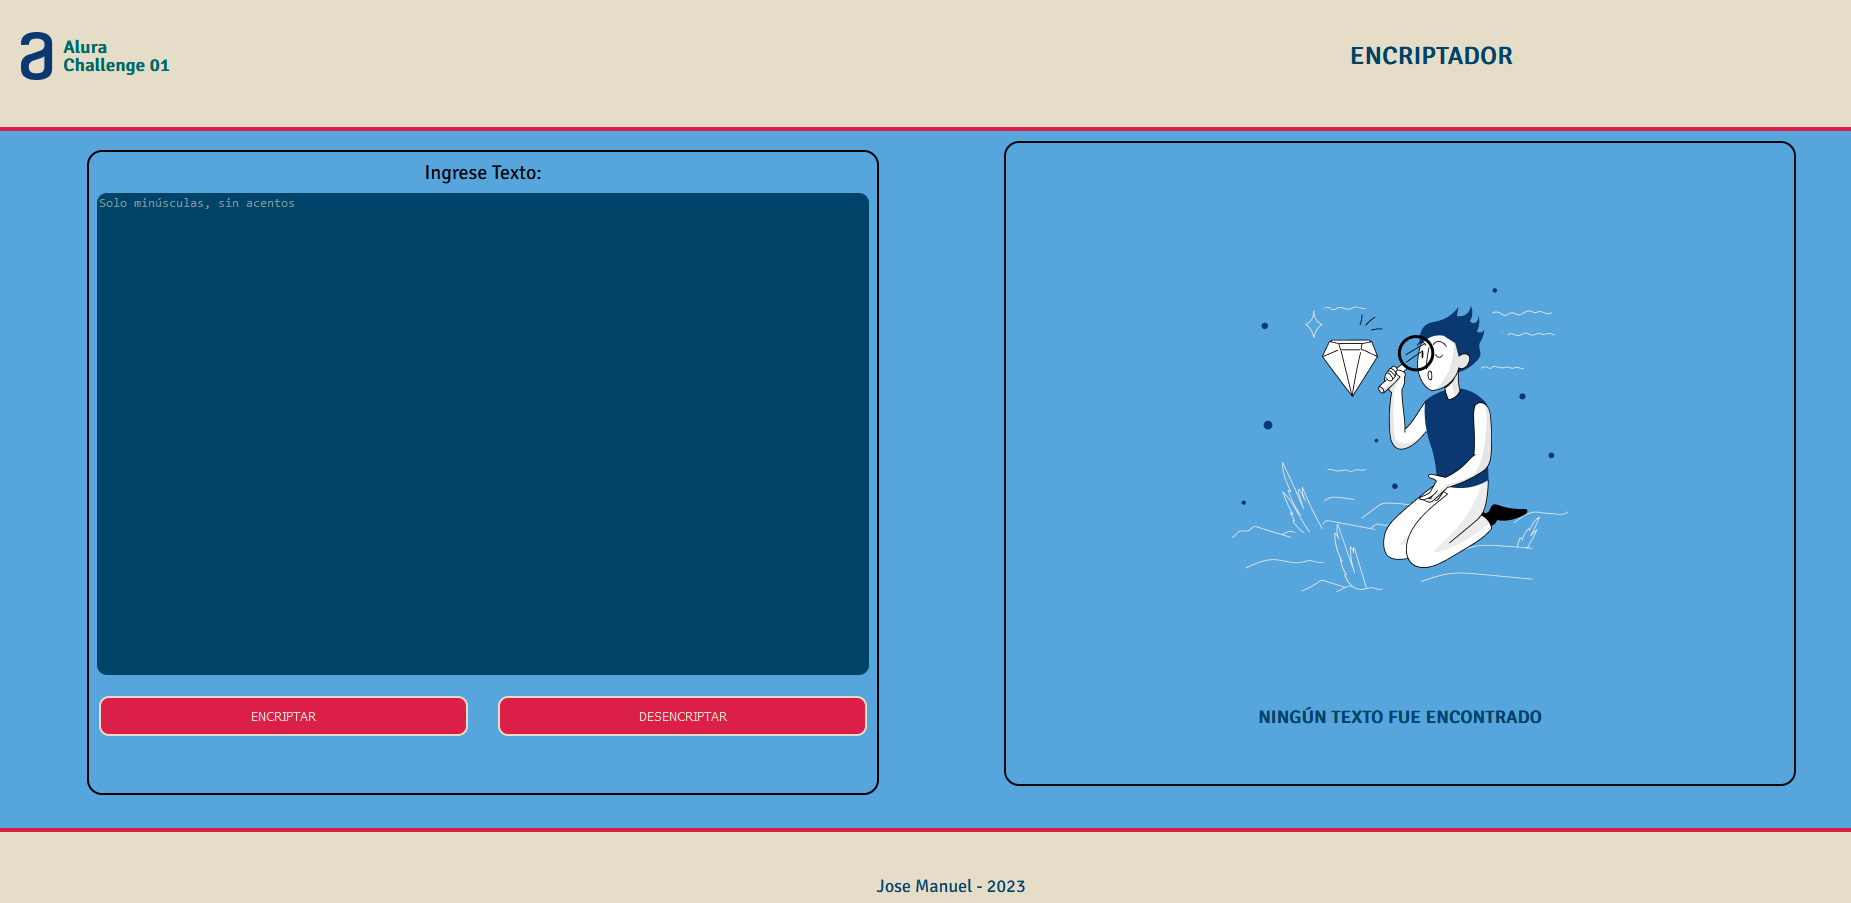 Alura
Challenge 01
ENCRIPTADOR
Ingrese Texto:
Solo minúsculas, sin acentos
ENCRIPTAR
DESENCRIPTAR
NINGÚN TEXTO FUE ENCONTRADO
Jose Manuel - 2023